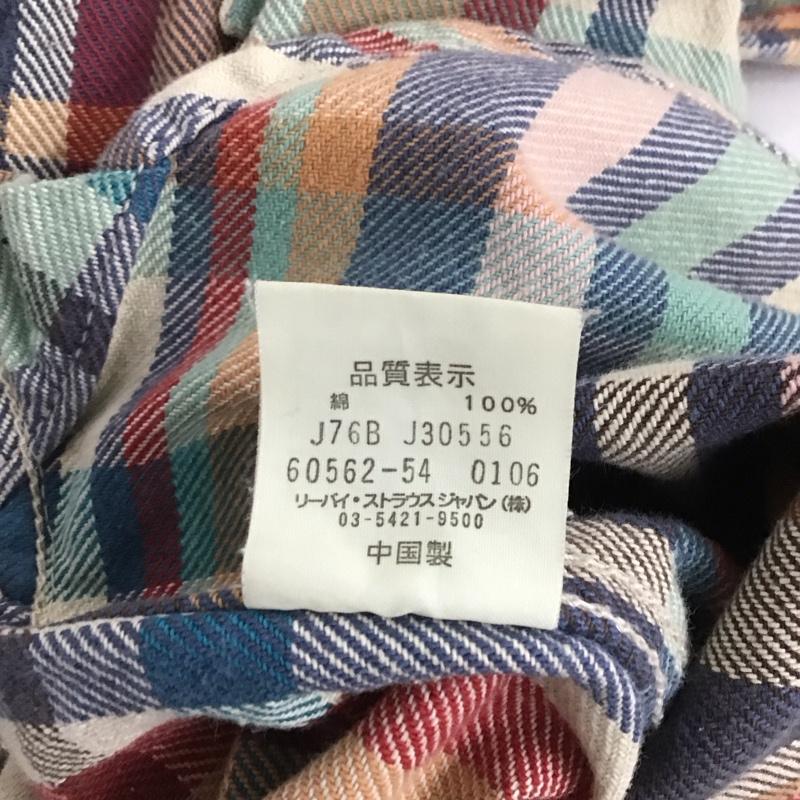 品質表示
綿 100%
J76B J30556
60562-54 0106
リーバイ・ストラウスジャパン(株)
03-5421-9500
中国製